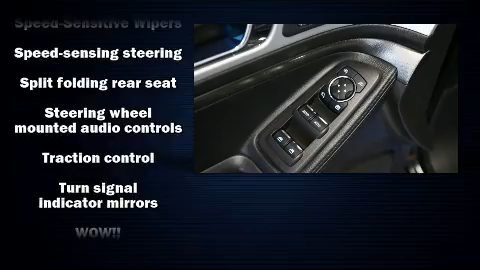 Speed-Sensitive Wipers
Speed-sensing steering
Split folding rear seat
Steering wheel
mounted audio controls
Traction control
Turn signal
indicator mirrors
WOW!!